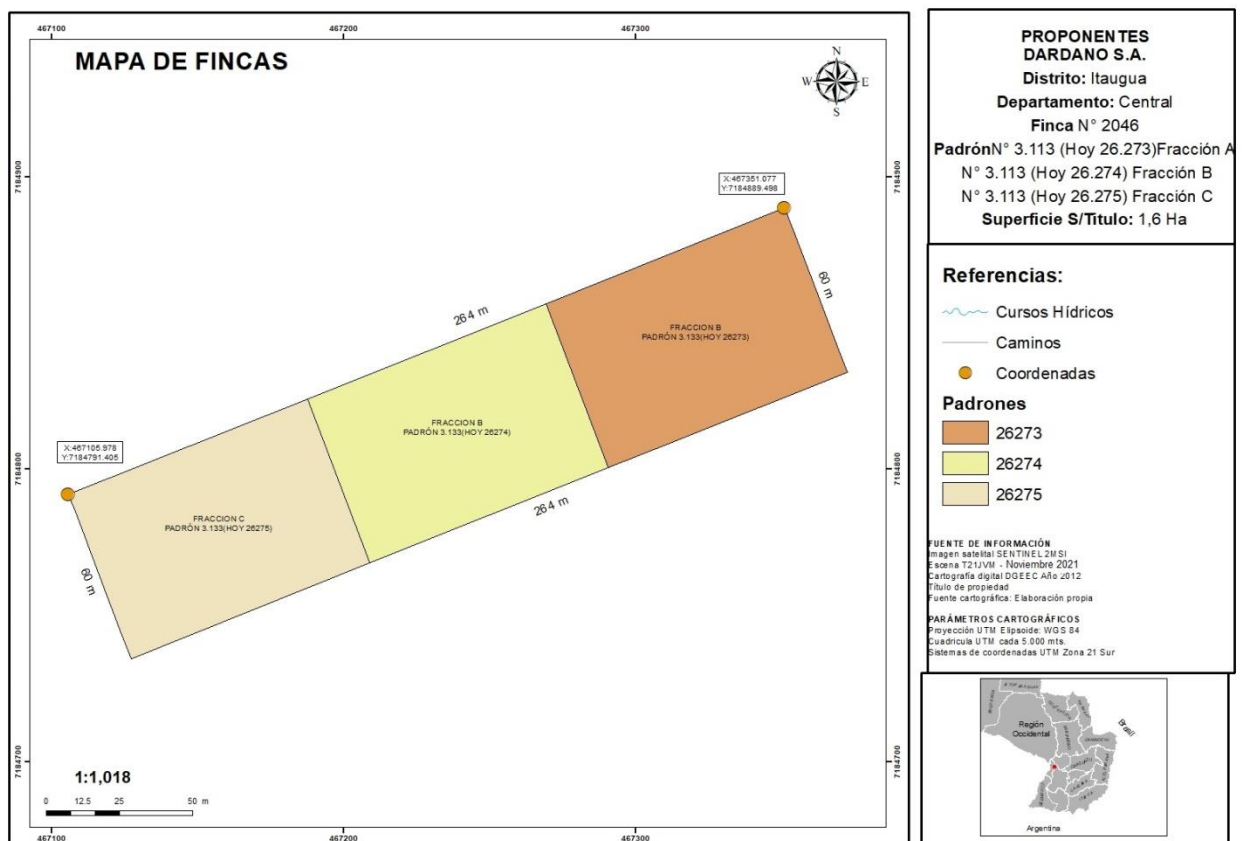 467100
467200
467300
MAPA DE FINCAS
N
W
E
S
7184900
7184900
X:467351.077
Y:7184889.498
60 m
264 m
FRACCION B
PADRÓN 3.133(HOY 26273)
FRACCION B
PADRÓN 3.133(HOY 26274)
X:467105.978
Y:7184791.405
7184800
7184800
264 m
FRACCION C
PADRÓN 3.133(HOY 26275)
60 m
7184700
7184700
1:1,018
0 12.5 25 50 m
467100
467200
467300
PROPONENTES
DARDANO S.A.
Distrito: Itaugua
Departamento: Central
Finca N° 2046
PadrónN° 3.113 (Hoy 26.273)Fracción A
N° 3.113 (Hoy 26.274) Fracción B
N° 3.113 (Hoy 26.275) Fracción C
Superficie S/Titulo: 1,6 Ha
Referencias:
Cursos Hídricos
Caminos
Coordenadas
Padrones
26273
26274
26275
FUENTE DE INFORMACIÓN
Imagen satelital SENTINEL 2MSI
Escena T21JVM - Noviembre 2021
Cartografía digital DGEEC Año 2012
Título de propiedad
Fuente cartográfica: Elaboración propia
PARÁMETROS CARTOGRÁFICOS
Proyección UTM Elipsoide: WGS 84
Cuadricula UTM cada 5.000 mts.
Sistemas de coordenadas UTM Zona 21 Sur
Región
Occidental
Brasil
Argentina